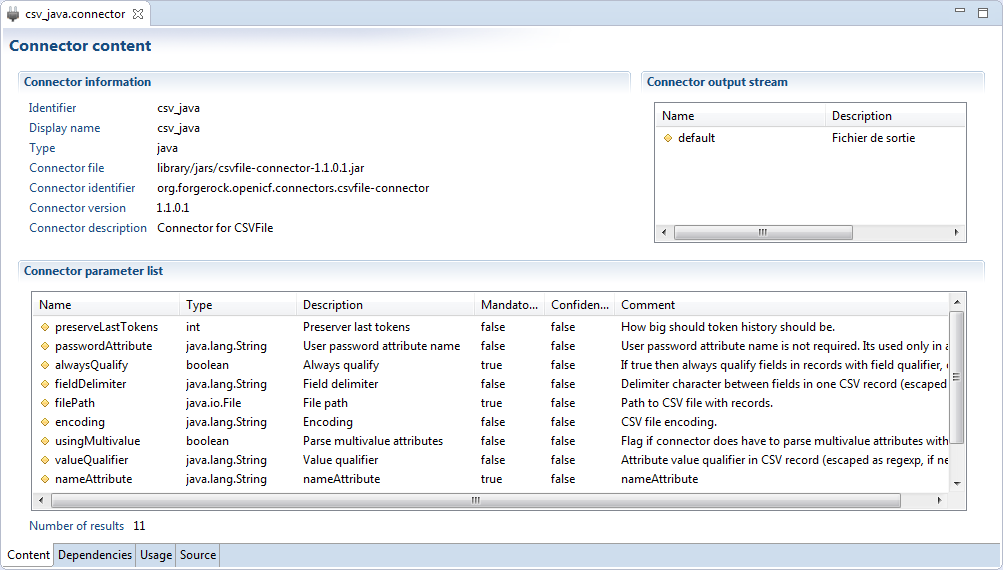 csv_java.connector
Connector content
Connector information
Identifier csv_java
Display name csv_java
Type java
Connector file library/jars/csvfile-connector-1.1.0.1.jar
Connector identifier org.forgerock.openicf.connectors.csvfile-connector
Connector version 1.1.0.1
Connector description Connector for CSVFile
Connector output stream
Name Description
default Fichier de sortie
Connector parameter list
Name Type Description Mandato... Confiden... Comment
preserveLastTokens int Preserver last tokens false false How big should token history should be.
passwordAttribute java.lang.String User password attribute name false false User password attribute name is not required. Its used only in a
alwaysQualify boolean Always qualify true false If true then always qualify fields in records with field qualifier,
fieldDelimiter java.lang.String Field delimiter false false Delimiter character between fields in one CSV record (escaped
filePath java.io.File File path true false Path to CSV file with records.
encoding java.lang.String Encoding false false CSV file encoding.
usingMultivalue boolean Parse multivalue attributes false false Flag if connector does have to parse multivalue attributes with
valueQualifier java.lang.String Value qualifier false false Attribute value qualifier in CSV record (escaped as regexp, if ne
nameAttribute java.lang.String nameAttribute true false nameAttribute
Number of results 11
Content Dependencies Usage Source